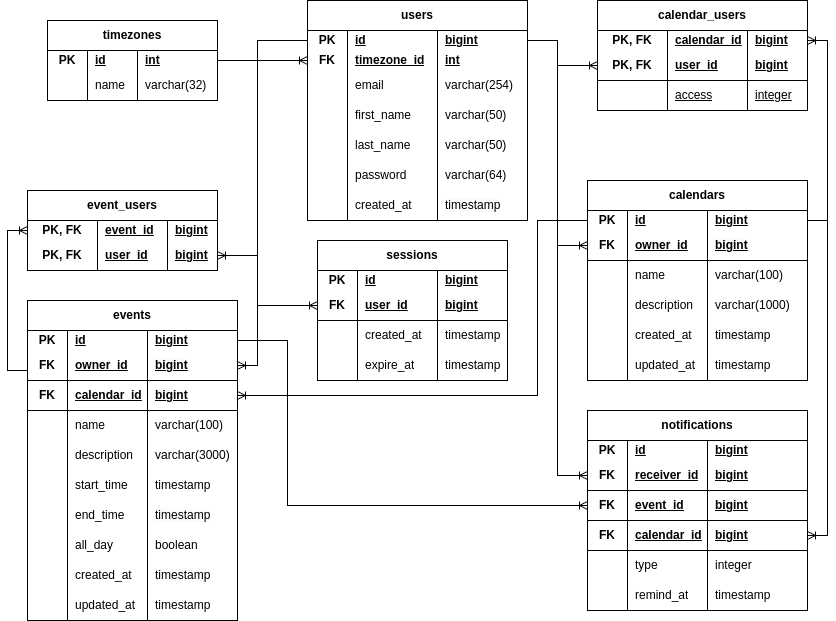 timezones
PK id int
name varchar(32)
users
PK id bigint
FK timezone_id int
email varchar(254)
first_name varchar(50)
last_name varchar(50)
password varchar(64)
created_at timestamp
calendar_users
PK, FK calendar_id bigint
PK, FK user_id bigint
access integer
event_users
PK, FK event_id bigint
PK, FK user_id bigint
sessions
PK id bigint
FK user_id bigint
created_at timestamp
expire_at timestamp
calendars
PK id bigint
FK owner_id bigint
name varchar(100)
description varchar(1000)
created_at timestamp
updated_at timestamp
events
PK id bigint
FK owner_id bigint
FK calendar_id bigint
name varchar(100)
description varchar(3000)
start_time timestamp
end_time timestamp
all_day boolean
created_at timestamp
updated_at timestamp
notifications
PK id bigint
FK receiver_id bigint
FK event_id bigint
FK calendar_id bigint
type integer
remind_at timestamp